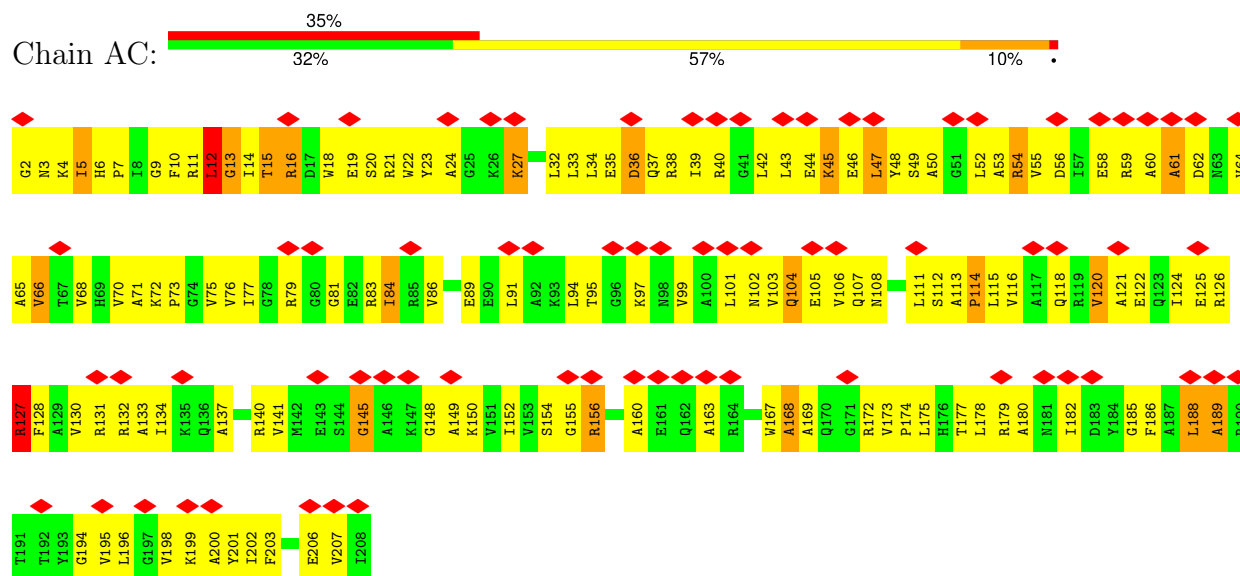 35%
Chain AC:
32% 57% 10% •
G2 N3 K4 I5 H6 P7 I8 G9 F10 R11 L12 G13 I14 T15 R16 D17 W18 E19 S20 R21 W22 Y23 A24 G25 K26 K27 L32 L33 L34 E35 D36 Q37 R38 I39 R40 G41 L42 L43 E44 K45 E46 L47 Y48 S49 A50 G51 L52 A53 R54 V55 D56 I57 E58 R59 A60 A61 D62 N63 V64
A65 V66 T67 V68 H69 V70 A71 K72 P73 G74 V75 V76 I77 G78 R79 G80 G81 E82 R83 I84 R85 V86 E89 E90 L91 A92 K93 L94 T95 G96 K97 N98 V99 A100 L101 N102 V103 Q104 E105 V106 Q107 N108 L111 S112 A113 P114 L115 V116 A117 Q118 R119 V120 A121 E122 Q123 I124 E125 R126
R127 F128 A129 V130 R131 R132 A133 I134 K135 Q136 A137 R140 V141 M142 E143 S144 G145 A146 K147 G148 A149 K150 V151 I152 V153 S154 G155 R156 A160 E161 Q162 A163 R164 W167 A168 A169 Q170 G171 R172 V173 P174 L175 H176 T177 L178 R179 A180 N181 I182 D183 Y184 G185 F186 A187 L188 A189 R190
T191 T192 Y193 G194 V195 L196 G197 V198 K199 A200 Y201 I202 F203 E206 V207 I208